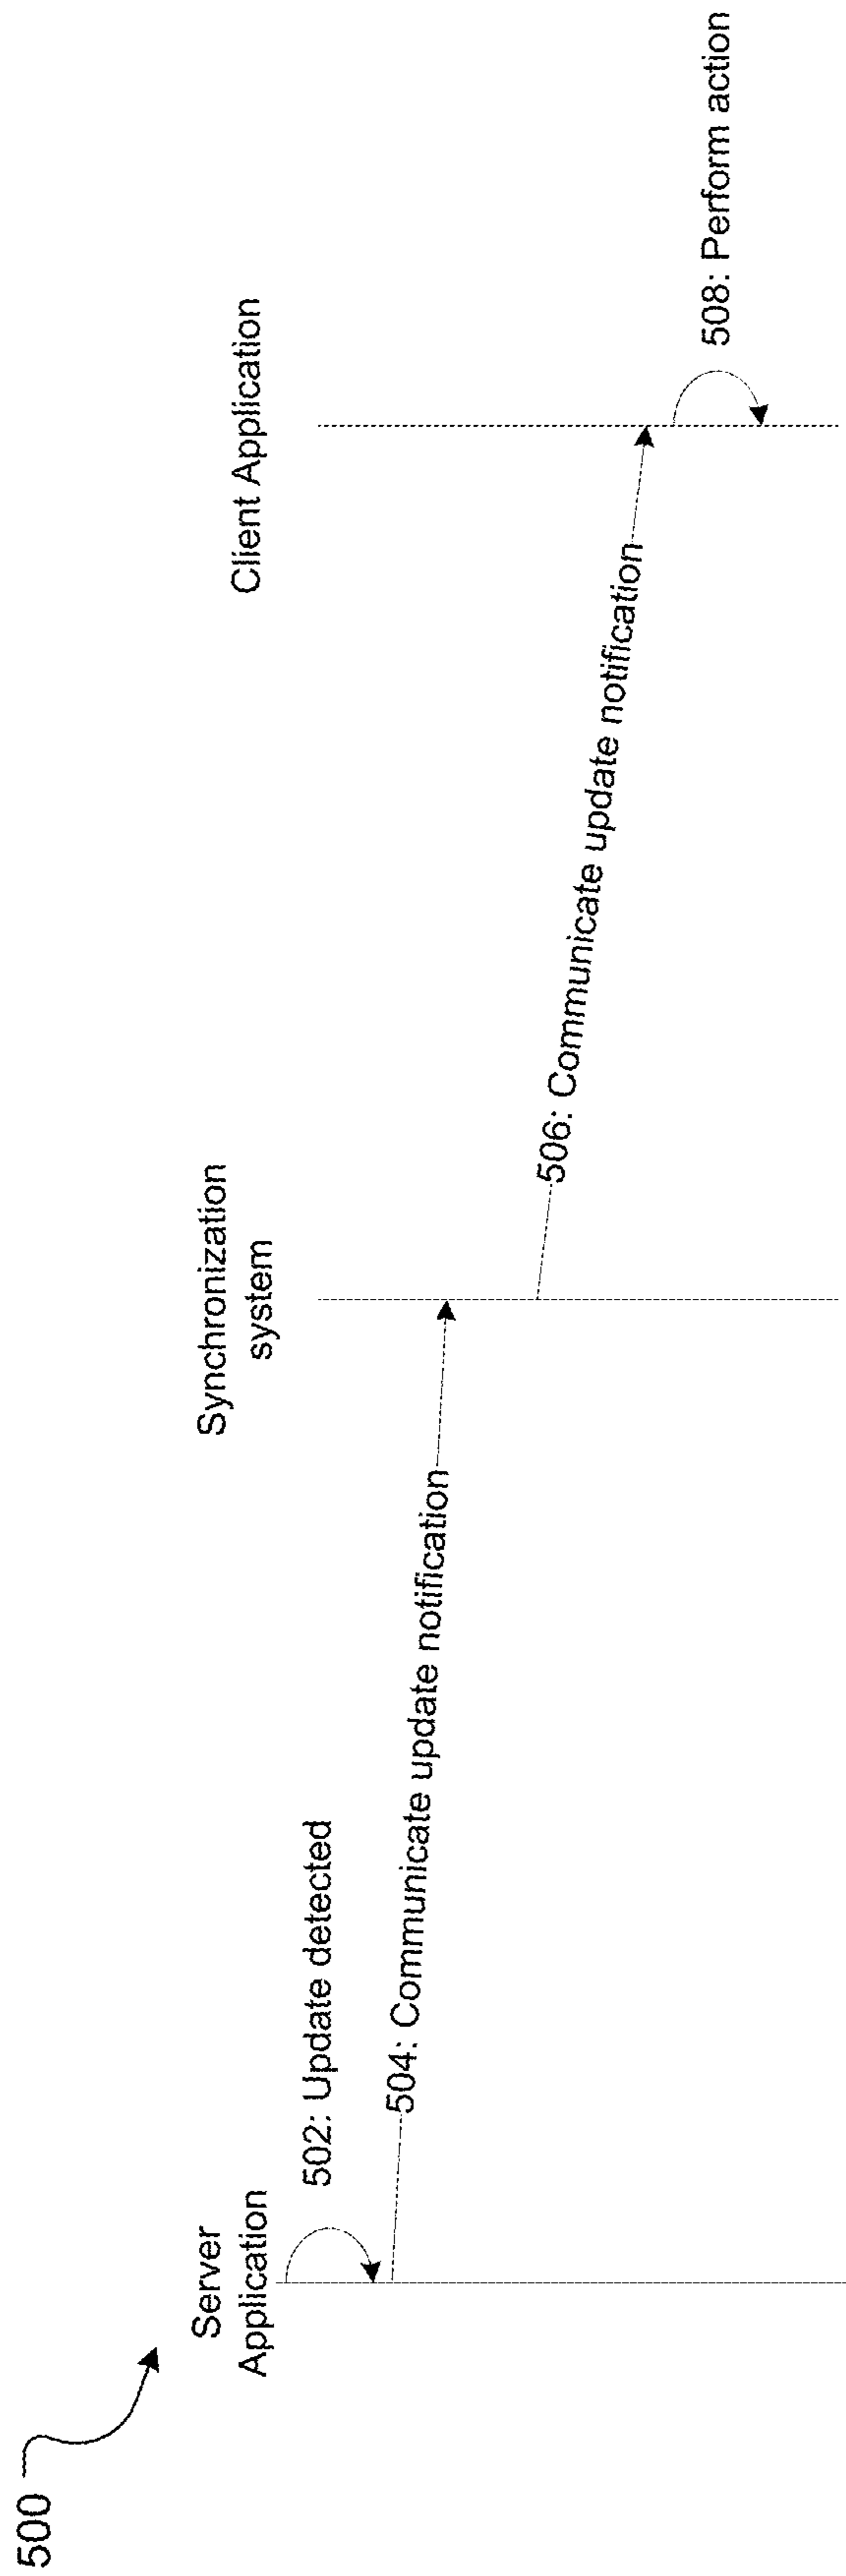 500
Server
Application
Synchronization
system
Client Application
502: Update detected
504: Communicate update notification
506: Communicate update notification
508: Perform action